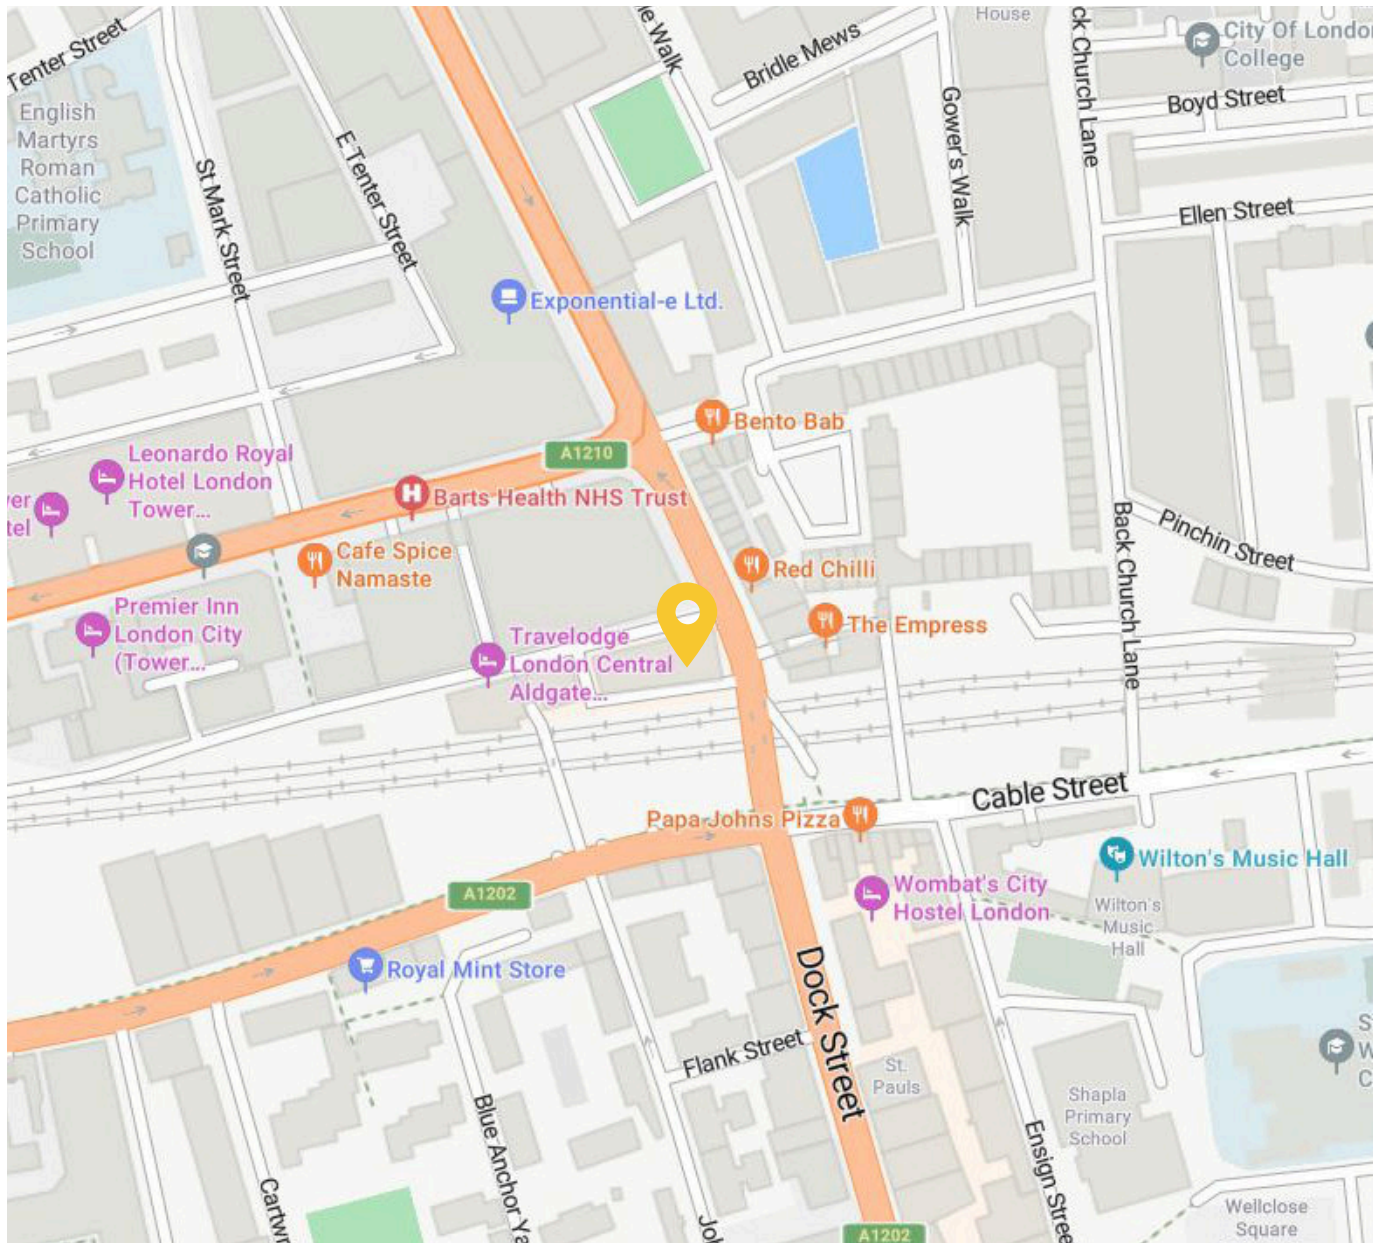 House
City Of London
College
Tenter Street
Bridle Mews
Boyd Street
English
Martyrs
Roman
Catholic
Primary
School
E Tenter Street
St Mark Street
Gower's Walk
Church Lane
Ellen Street
Walk
Exponential-e Ltd.
Bento Bab
A1210
Leonardo Royal
Hotel London
Tower...
H
Barts Health NHS Trust
Cafe Spice
Namaste
Red Chilli
Back Church Lane
Pinchin Street
Premier Inn
London City
(Tower...
Travelodge
London Central
Aldgate...
The Empress
Cable Street
Papa Johns Pizza
Wilton's Music Hall
A1202
Wombat's City
Hostel London
Wilton's
Music
Hall
Royal Mint Store
Dock Street
Flank Street
St.
Pauls
Shapla
Primary
School
Blue Anchor Ya
Ensign Stree
Cartwr
Joh
Wellclose
Square
A1202